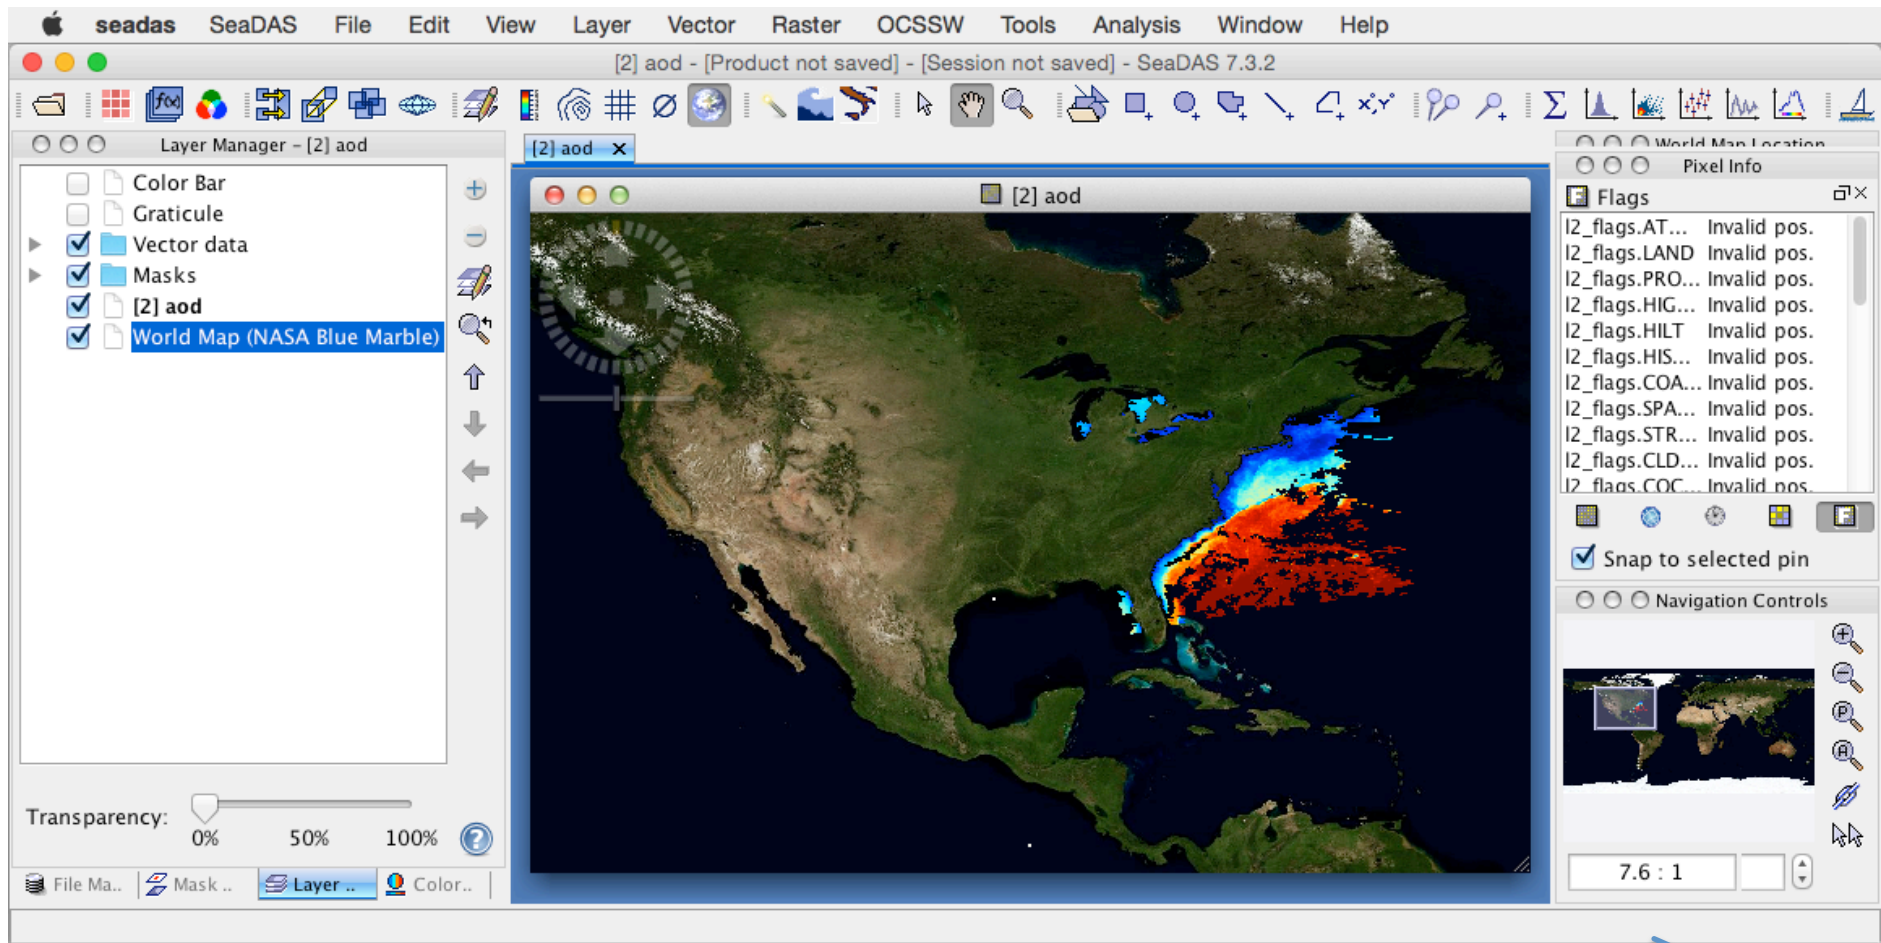 seadas SeaDAS File Edit View Layer Vector Raster OCSSW Tools Analysis Window Help
[2] aod - [Product not saved] - [Session not saved] - SeaDAS 7.3.2
Layer Manager - [2] aod
Color Bar
Graticule
Vector data
Masks
[2] aod
World Map (NASA Blue Marble)
Transparency:
0% 50% 100%
File Ma.. Mask .. Layer .. Color..
[2] aod
[2] aod
World Map Location
Pixel Info
Flags
l2_flags.AT... Invalid pos.
l2_flags.LAND Invalid pos.
l2_flags.PRO... Invalid pos.
l2_flags.HIG... Invalid pos.
l2_flags.HILT Invalid pos.
l2_flags.HIS... Invalid pos.
l2_flags.COA... Invalid pos.
l2_flags.SPA... Invalid pos.
l2_flags.STR... Invalid pos.
l2_flags.CLD... Invalid pos.
l2_flags.COC... Invalid pos.
Snap to selected pin
Navigation Controls
7.6 : 1